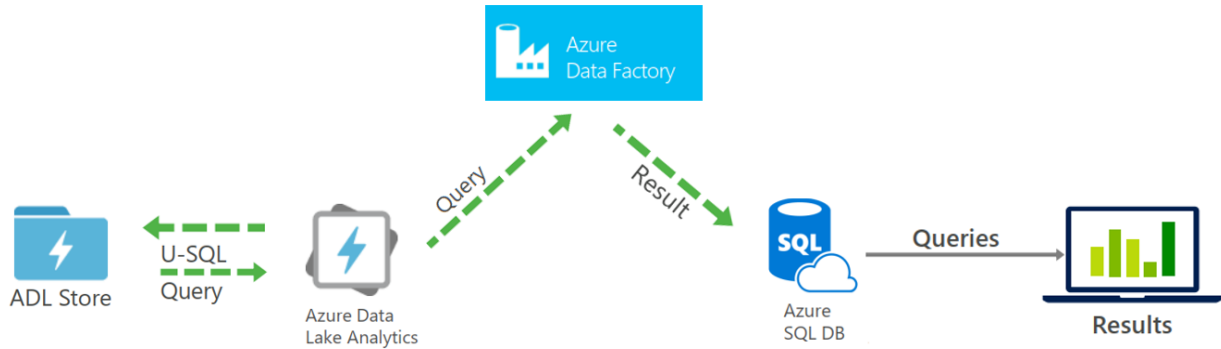 Azure
Data Factory
Query
Result
U-SQL
Query
ADL Store
Azure Data
Lake Analytics
SQL
Azure
SQL DB
Queries
Results